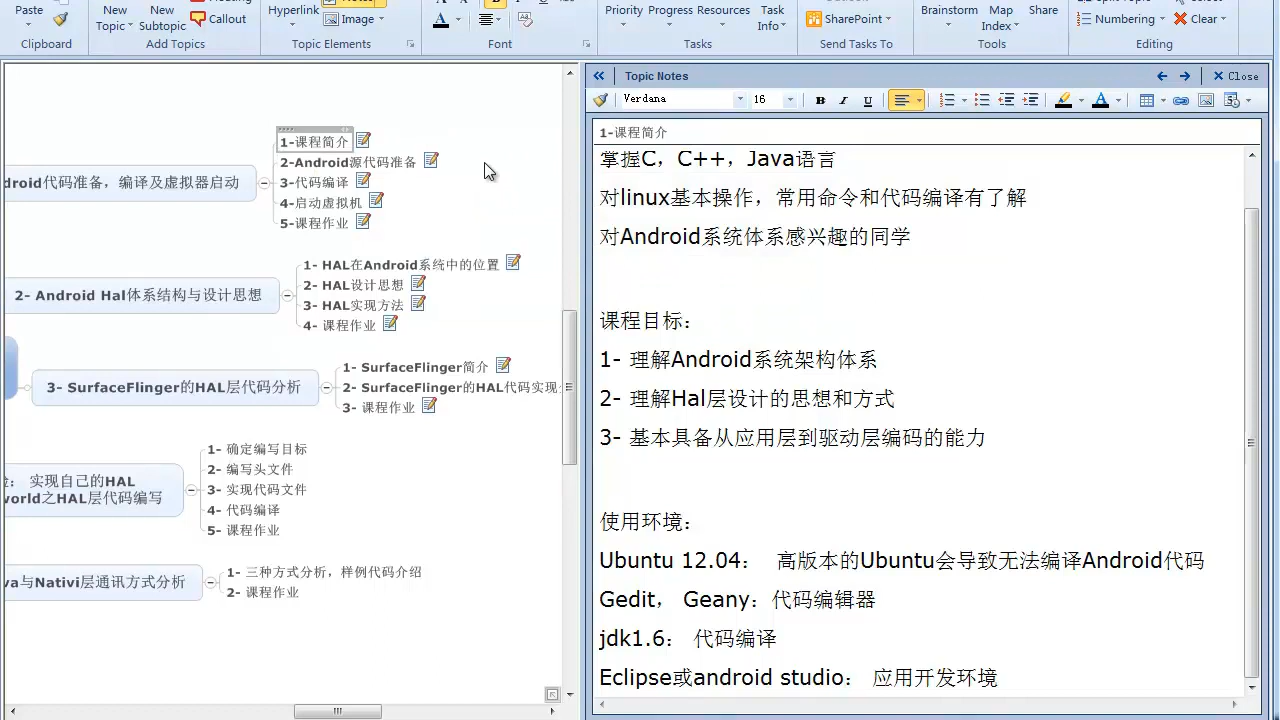 Paste
New
Topic
New
Subtopic
Callout
Hyperlink
Image
Priority
Progress
Resources
Task
Info
SharePoint
Brainstorm
Map
Index
Share
Numbering
Clear
Clipboard
Add Topics
Topic Elements
Font
Tasks
Send Tasks To
Tools
Editing
droid代码准备，编译及虚拟器启动
1-课程简介
2-Android源代码准备
3-代码编译
4-启动虚拟机
5-课程作业
2- Android Hal体系结构与设计思想
1- HAL在Android系统中的位置
2- HAL设计思想
3- HAL实现方法
4- 课程作业
3- SurfaceFlinger的HAL层代码分析
1- SurfaceFlinger简介
2- SurfaceFlinger的HAL代码实现
3- 课程作业
： 实现自己的HAL
world之HAL层代码编写
1- 确定编写目标
2- 编写头文件
3- 实现代码文件
4- 代码编译
5- 课程作业
va与Nativi层通讯方式分析
1- 三种方式分析，样例代码介绍
2- 课程作业
Topic Notes
Close
Verdana
16
B I U
1-课程简介
掌握C，C++，Java语言
对linux基本操作，常用命令和代码编译有了解
对Android系统体系感兴趣的同学
课程目标：
1- 理解Android系统架构体系
2- 理解Hal层设计的思想和方式
3- 基本具备从应用层到驱动层编码的能力
使用环境：
Ubuntu 12.04： 高版本的Ubuntu会导致无法编译Android代码
Gedit， Geany：代码编辑器
jdk1.6： 代码编译
Eclipse或android studio： 应用开发环境